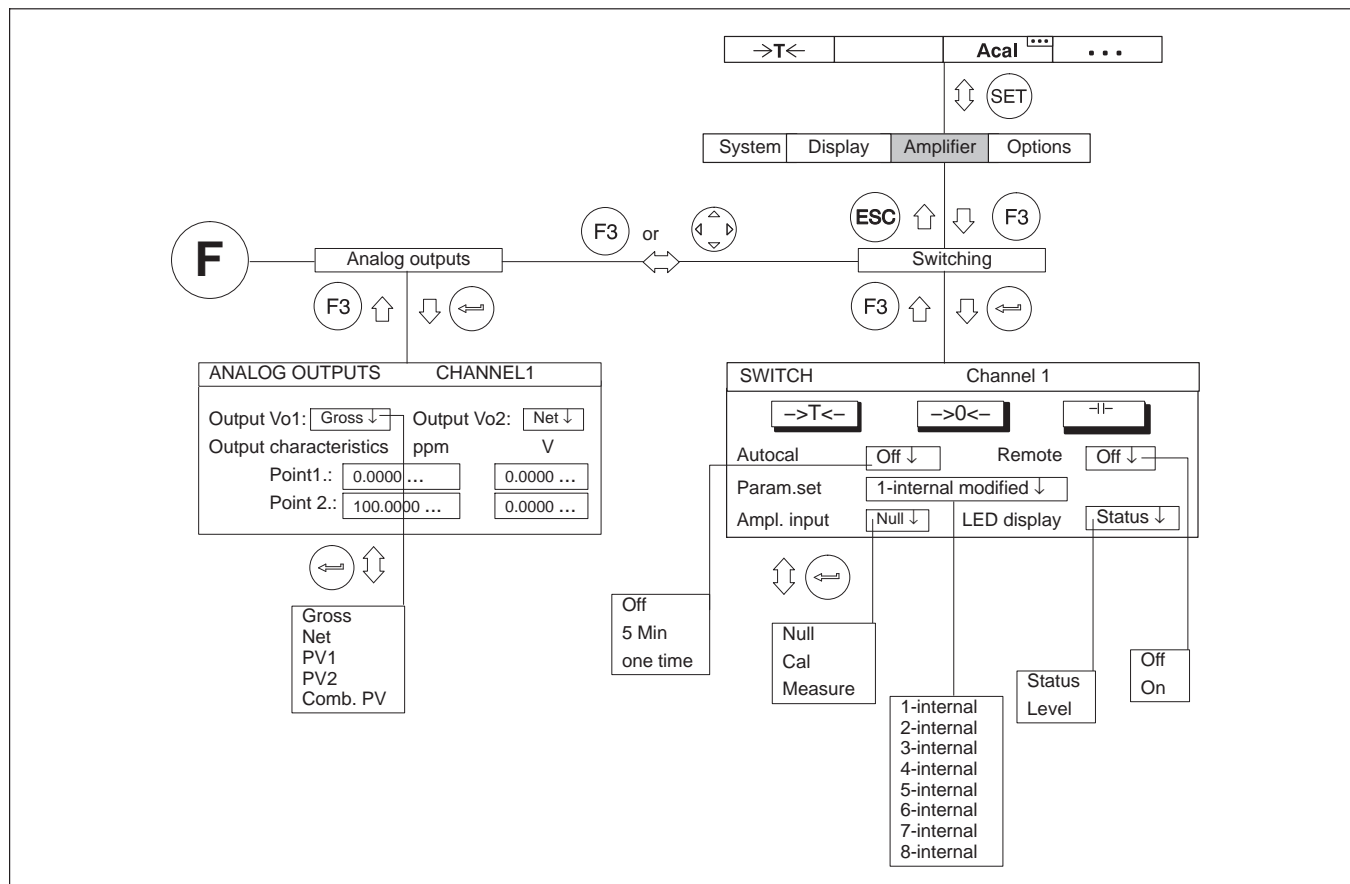 →T← Acal ... ...
SET
System Display Amplifier Options
ESC F3
F3 or
F Analog outputs Switching
F3 F3
ANALOG OUTPUTS CHANNEL1
Output Vo1: Gross ↓ Output Vo2: Net ↓
Output characteristics ppm V
Point1.: 0.0000 ... 0.0000 ...
Point 2.: 100.0000 ... 0.0000 ...
Gross
Net
PV1
PV2
Comb. PV
SWITCH Channel 1
–>T<– –>0<– –| |–
Autocal Off ↓ Remote Off ↓
Param.set 1-internal modified ↓
Ampl. input Null ↓ LED display Status ↓
Off
5 Min
one time
Null
Cal
Measure
1-internal
2-internal
3-internal
4-internal
5-internal
6-internal
7-internal
8-internal
Status
Level
Off
On